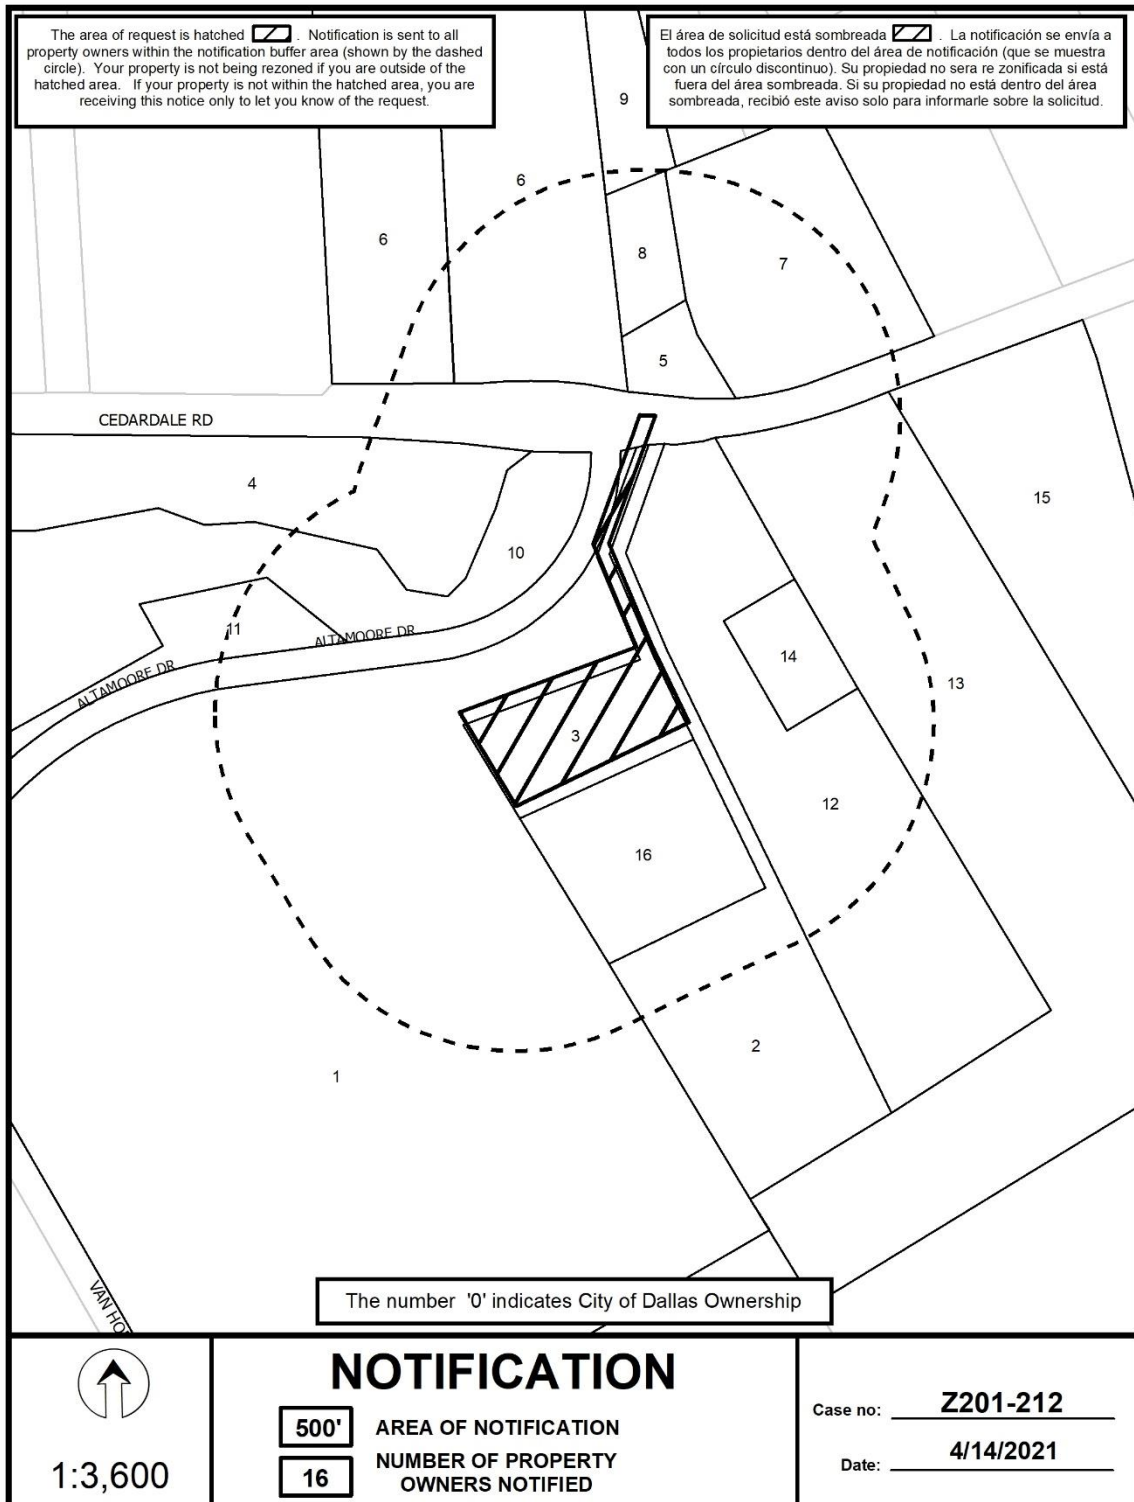 The area of request is hatched . Notification is sent to all
property owners within the notification buffer area (shown by the dashed
circle). Your property is not being rezoned if you are outside of the
hatched area. If your property is not within the hatched area, you are
receiving this notice only to let you know of the request.
El área de solicitud está sombreada . La notificación se envía a
todos los propietarios dentro del área de notificación (que se muestra
con un círculo discontinuo). Su propiedad no sera re zonificada si está
fuera del área sombreada. Si su propiedad no está dentro del área
sombreada, recibió este aviso solo para informarle sobre la solicitud.
9
6
6
8
7
5
CEDARDALE RD
4
15
10
11
ALTAMOORE DR
ALTAMOORE DR
14
13
3
12
16
2
1
VAN HO
The number '0' indicates City of Dallas Ownership
1:3,600
NOTIFICATION
500' AREA OF NOTIFICATION
16 NUMBER OF PROPERTY
OWNERS NOTIFIED
Case no: Z201-212
Date: 4/14/2021